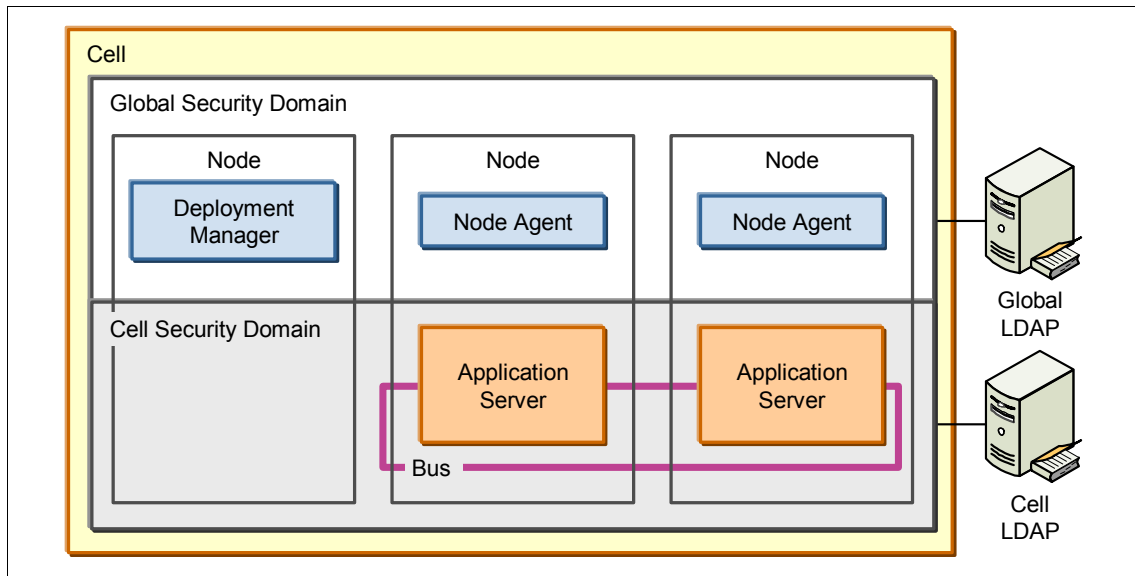 Cell
Global Security Domain
Node
Node
Node
Deployment
Manager
Node Agent
Node Agent
Global
LDAP
Cell Security Domain
Application
Server
Application
Server
Bus
Cell
LDAP